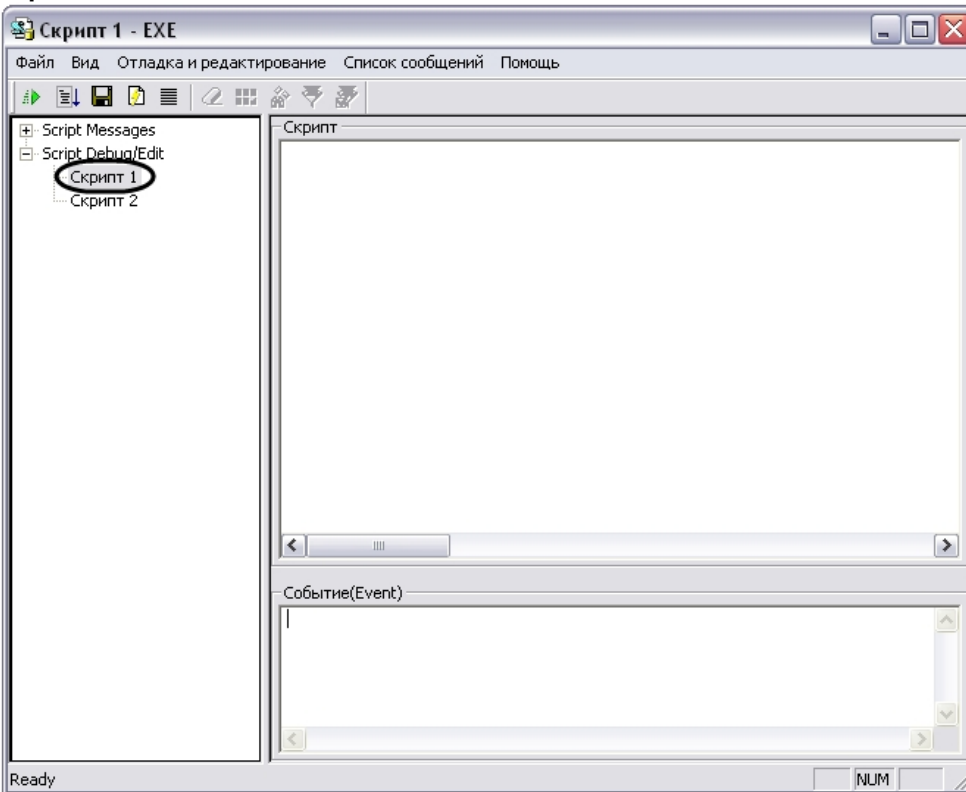 Скрипт 1 - EXE
Файл Вид Отладка и редактирование Список сообщений Помощь
Script Messages
Script Debug/Edit
Скрипт 1
Скрипт 2
Скрипт
Событие(Event)
Ready
NUM